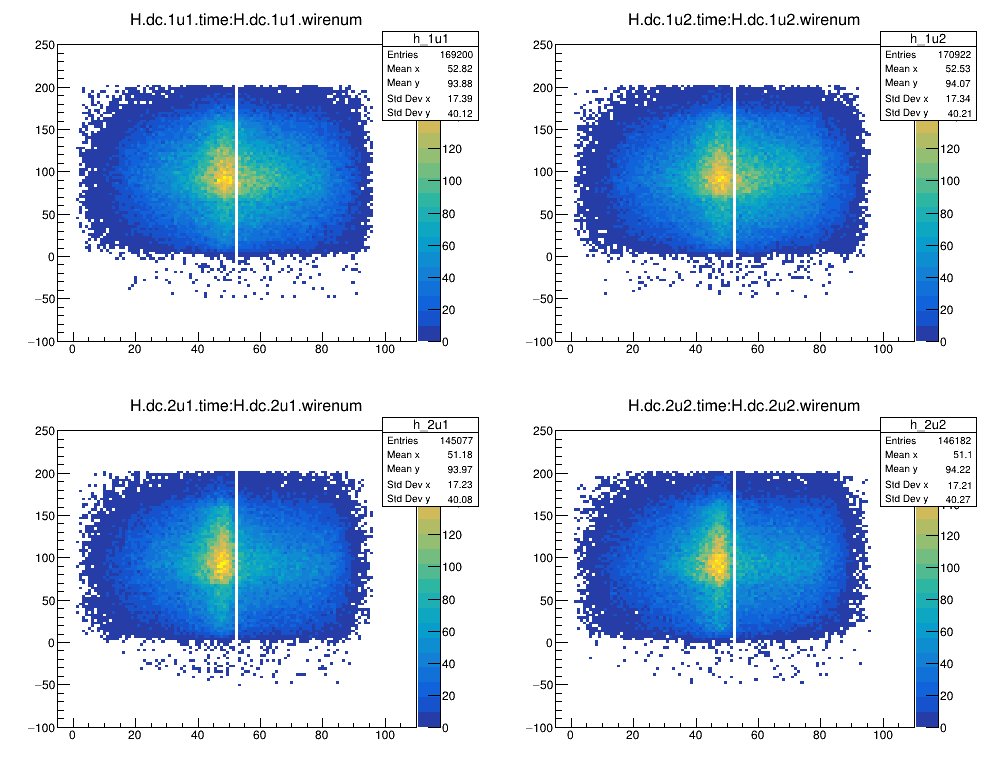 H.dc.1u1.time:H.dc.1u1.wirenum
h_1u1
Entries 169200
Mean x 52.82
Mean y 93.88
Std Dev x 17.39
Std Dev y 40.12
250
200
150
100
50
0
−50
−100
0 20 40 60 80 100
120
100
80
60
40
20
0
H.dc.1u2.time:H.dc.1u2.wirenum
h_1u2
Entries 170922
Mean x 52.53
Mean y 94.07
Std Dev x 17.34
Std Dev y 40.21
250
200
150
100
50
0
−50
−100
0 20 40 60 80 100
120
100
80
60
40
20
0
H.dc.2u1.time:H.dc.2u1.wirenum
h_2u1
Entries 145077
Mean x 51.18
Mean y 93.97
Std Dev x 17.23
Std Dev y 40.08
250
200
150
100
50
0
−50
−100
0 20 40 60 80 100
120
100
80
60
40
20
0
H.dc.2u2.time:H.dc.2u2.wirenum
h_2u2
Entries 146182
Mean x 51.1
Mean y 94.22
Std Dev x 17.21
Std Dev y 40.27
250
200
150
100
50
0
−50
−100
0 20 40 60 80 100
120
100
80
60
40
20
0